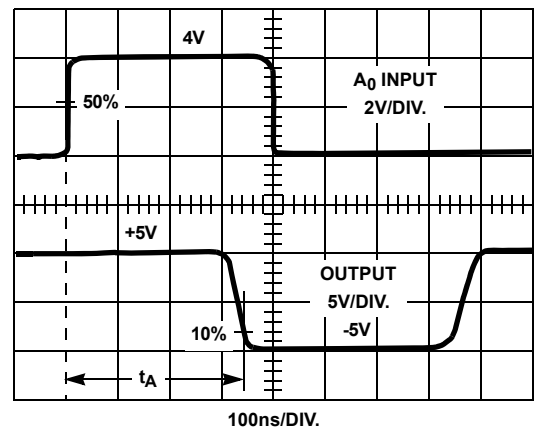 4V
A0 INPUT
2V/DIV.
50%
+5V
OUTPUT
5V/DIV.
-5V
10%
tA
100ns/DIV.